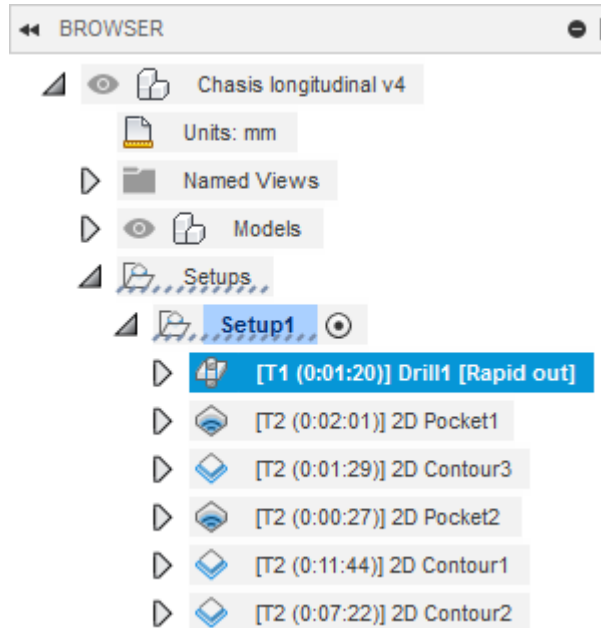 BROWSER
Chasis longitudinal v4
Units: mm
Named Views
Models
Setups
Setup1
[T1 (0:01:20)] Drill1 [Rapid out]
[T2 (0:02:01)] 2D Pocket1
[T2 (0:01:29)] 2D Contour3
[T2 (0:00:27)] 2D Pocket2
[T2 (0:11:44)] 2D Contour1
[T2 (0:07:22)] 2D Contour2